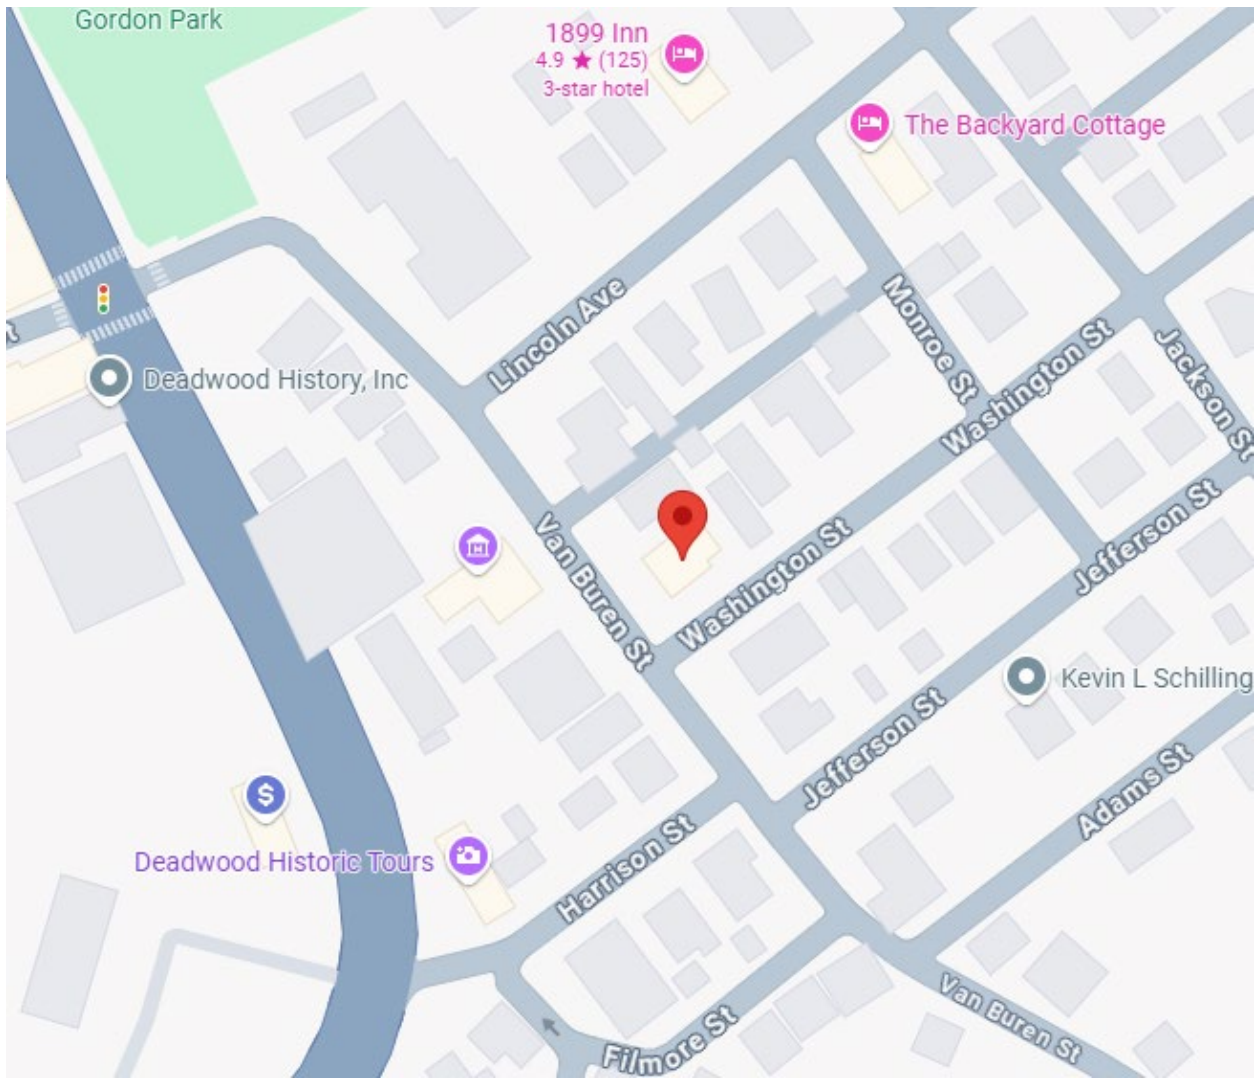 Gordon Park
1899 Inn
4.9 ★ (125)
3-star hotel
The Backyard Cottage
Lincoln Ave
Monroe St
Washington St
Jackson St
t
Deadwood History, Inc
Van Buren St
Washington St
Jefferson St
Kevin L Schilling
Jefferson St
Adams St
$
Deadwood Historic Tours
Harrison St
Van Buren St
Filmore St